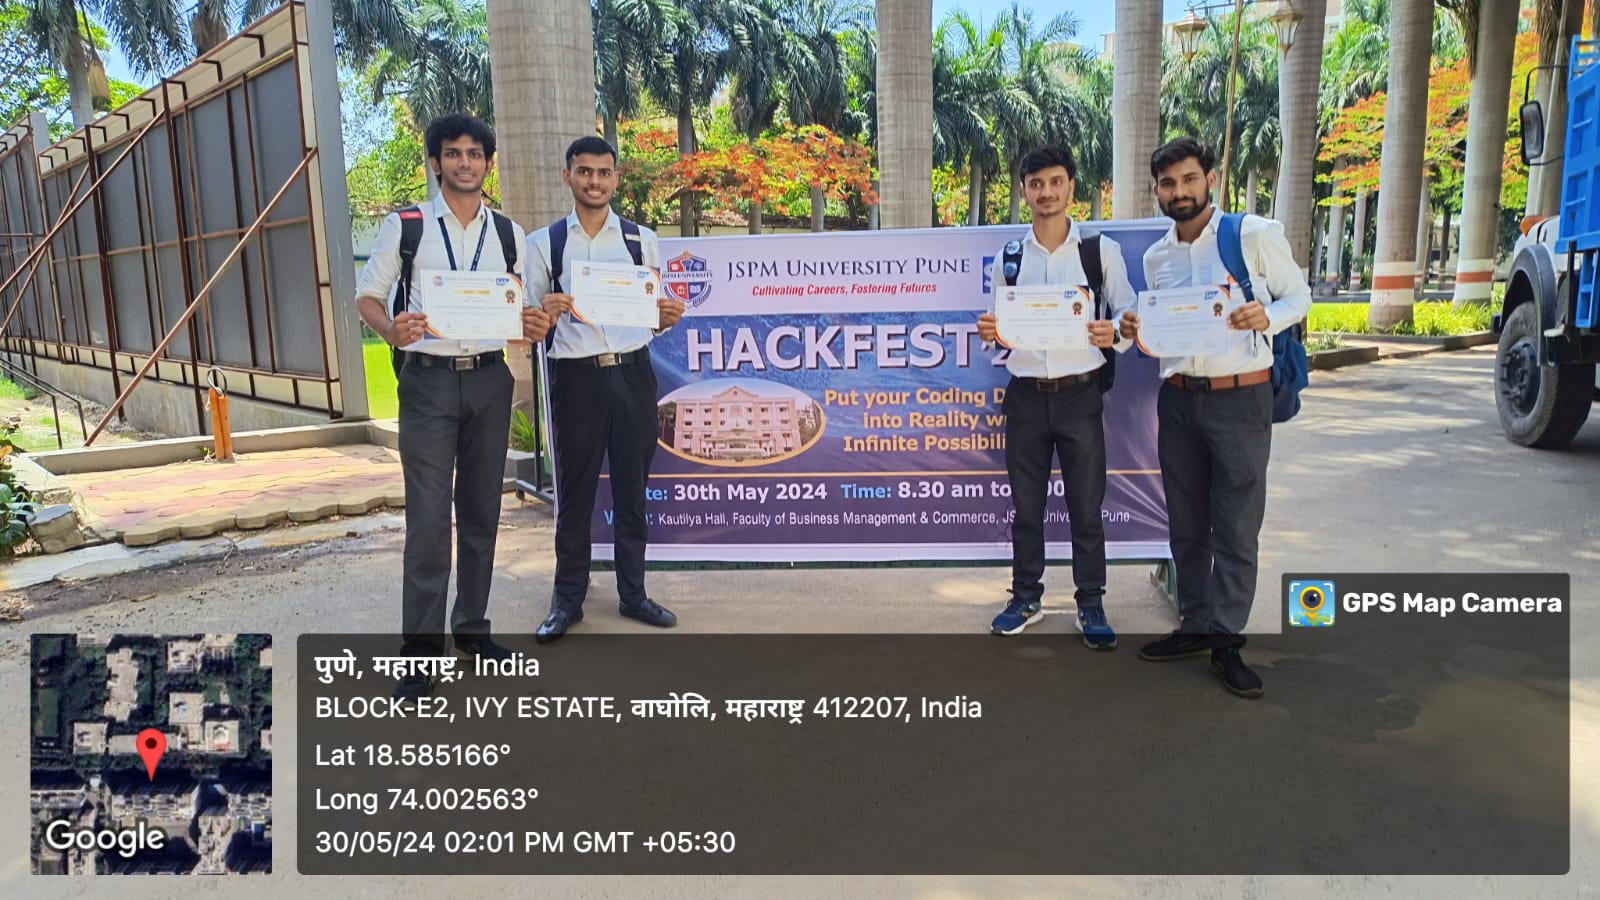 JSPM UNIVERSITY PUNE
Cultivating Careers, Fostering Futures
JSPM UNIVERSITY
HACKFEST'
Put your Coding D
into Reality w
Infinite Possibili
te: 30th May 2024 Time: 8.30 am to
Kautilya Hall, Faculty of Business Management & Commerce, JS Unive Pune
GPS Map Camera
पुणे, महाराष्ट्र, India
BLOCK-E2, IVY ESTATE, वाघोलि, महाराष्ट्र 412207, India
Lat 18.585166°
Long 74.002563°
30/05/24 02:01 PM GMT +05:30
Google